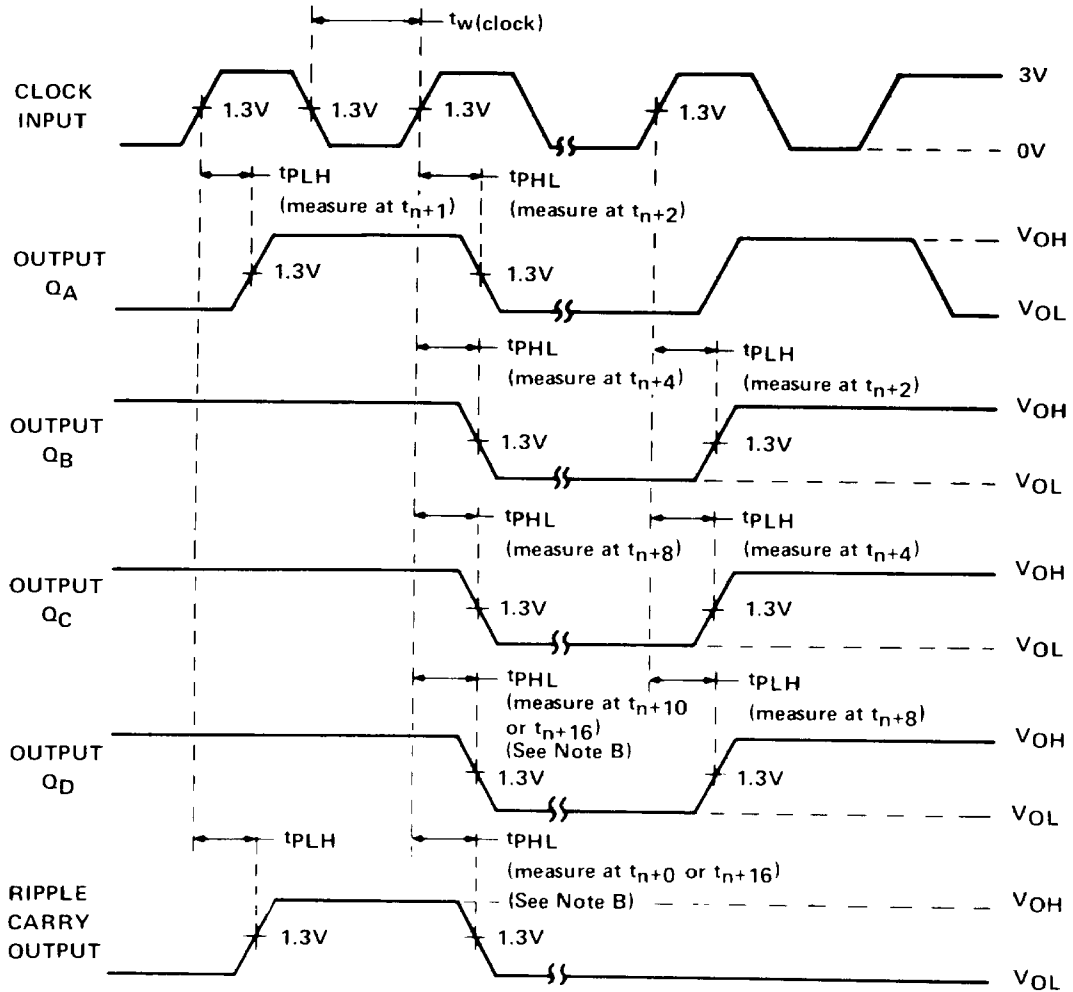 tw(clock)
CLOCK
INPUT
1.3V
1.3V
1.3V
1.3V
3V
0V
tPLH
(measure at tn+1)
tPHL
(measure at tn+2)
OUTPUT
QA
1.3V
1.3V
VOH
VOL
tPHL
(measure at tn+4)
tPLH
(measure at tn+2)
OUTPUT
QB
1.3V
1.3V
VOH
VOL
tPHL
(measure at tn+8)
tPLH
(measure at tn+4)
OUTPUT
QC
1.3V
1.3V
VOH
VOL
tPHL
(measure at tn+10
or tn+16)
(See Note B)
tPLH
(measure at tn+8)
OUTPUT
QD
1.3V
1.3V
VOH
VOL
tPLH
tPHL
(measure at tn+0 or tn+16)
(See Note B)
RIPPLE
CARRY
OUTPUT
1.3V
1.3V
VOH
VOL